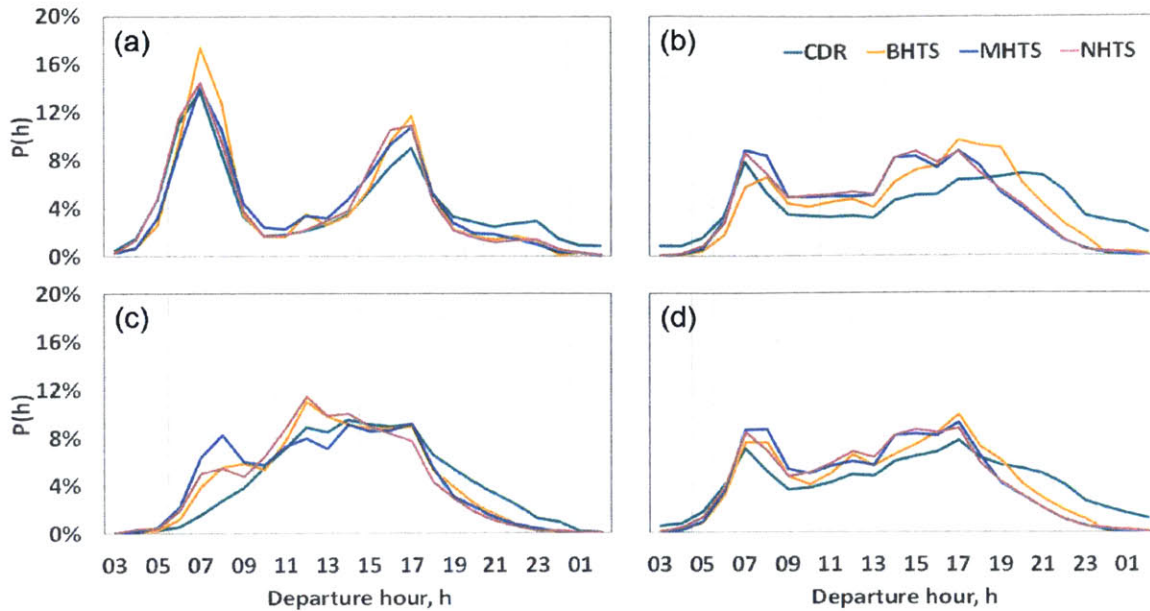 20%
16%
12%
8%
4%
0%
P(h)
(a)
(b)
CDR BHTS MHTS NHTS
20%
16%
12%
8%
4%
0%
P(h)
(c)
(d)
03 05 07 09 11 13 15 17 19 21 23 01
03 05 07 09 11 13 15 17 19 21 23 01
Departure hour, h
Departure hour, h